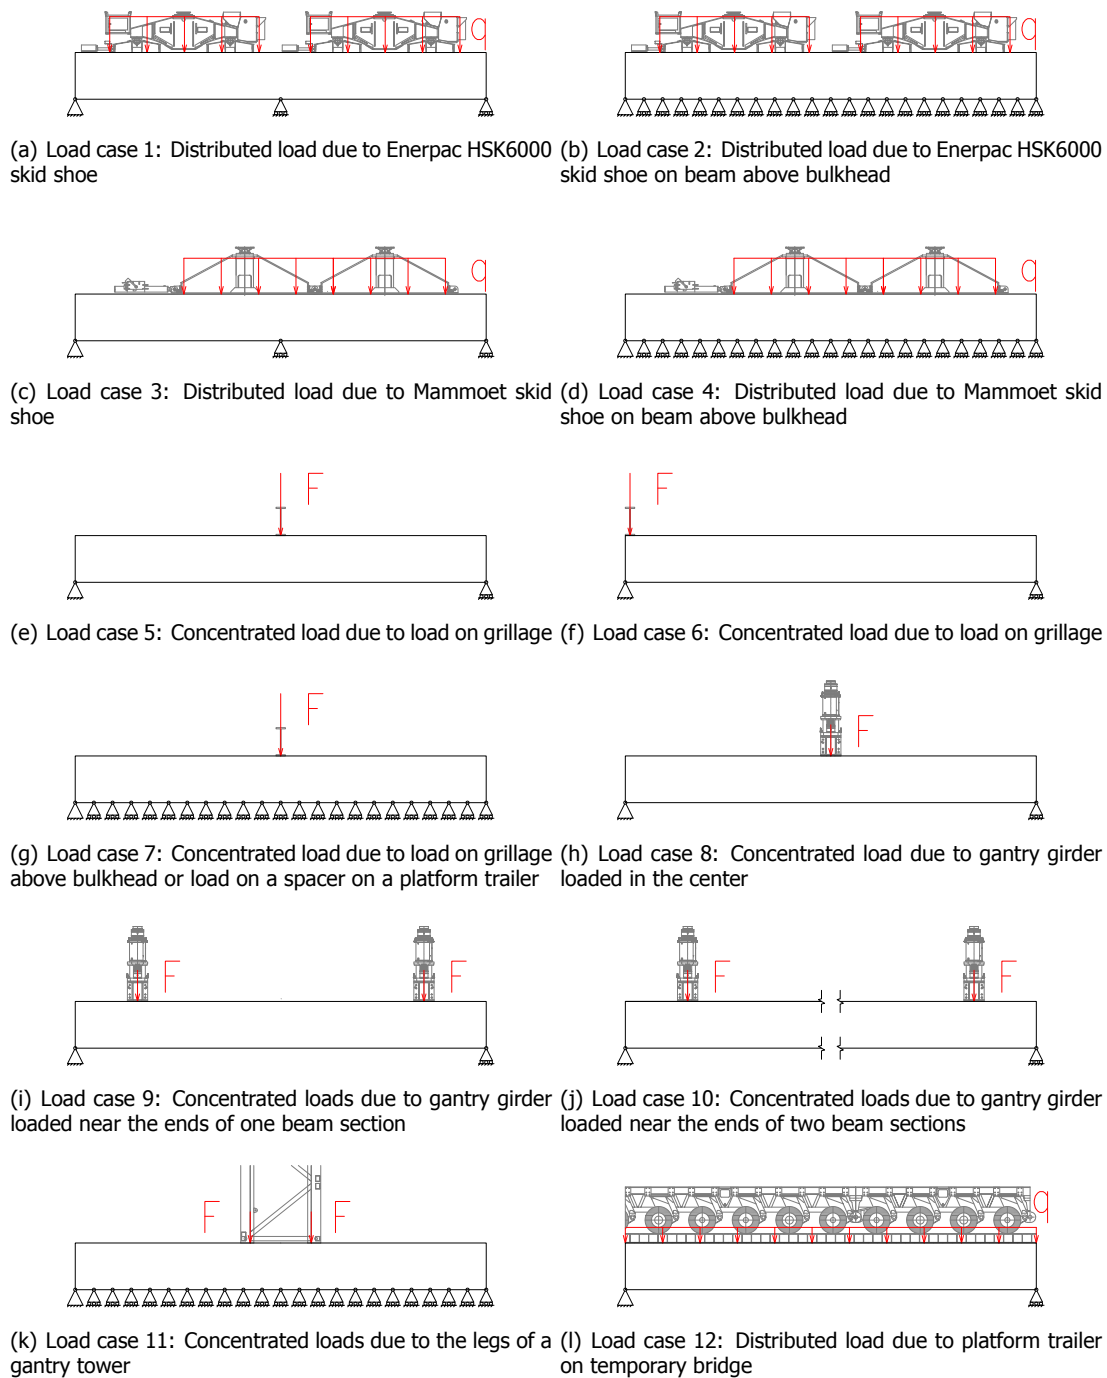 q
q
(a) Load case 1: Distributed load due to Enerpac HSK6000
skid shoe
(b) Load case 2: Distributed load due to Enerpac HSK6000
skid shoe on beam above bulkhead
q
q
(c) Load case 3: Distributed load due to Mammoet skid
shoe
(d) Load case 4: Distributed load due to Mammoet skid
shoe on beam above bulkhead
F
F
(e) Load case 5: Concentrated load due to load on grillage
(f) Load case 6: Concentrated load due to load on grillage
F
F
(g) Load case 7: Concentrated load due to load on grillage
above bulkhead or load on a spacer on a platform trailer
(h) Load case 8: Concentrated load due to gantry girder
loaded in the center
F
F
F
F
(i) Load case 9: Concentrated loads due to gantry girder
loaded near the ends of one beam section
(j) Load case 10: Concentrated loads due to gantry girder
loaded near the ends of two beam sections
F
F
q
(k) Load case 11: Concentrated loads due to the legs of a
gantry tower
(l) Load case 12: Distributed load due to platform trailer
on temporary bridge